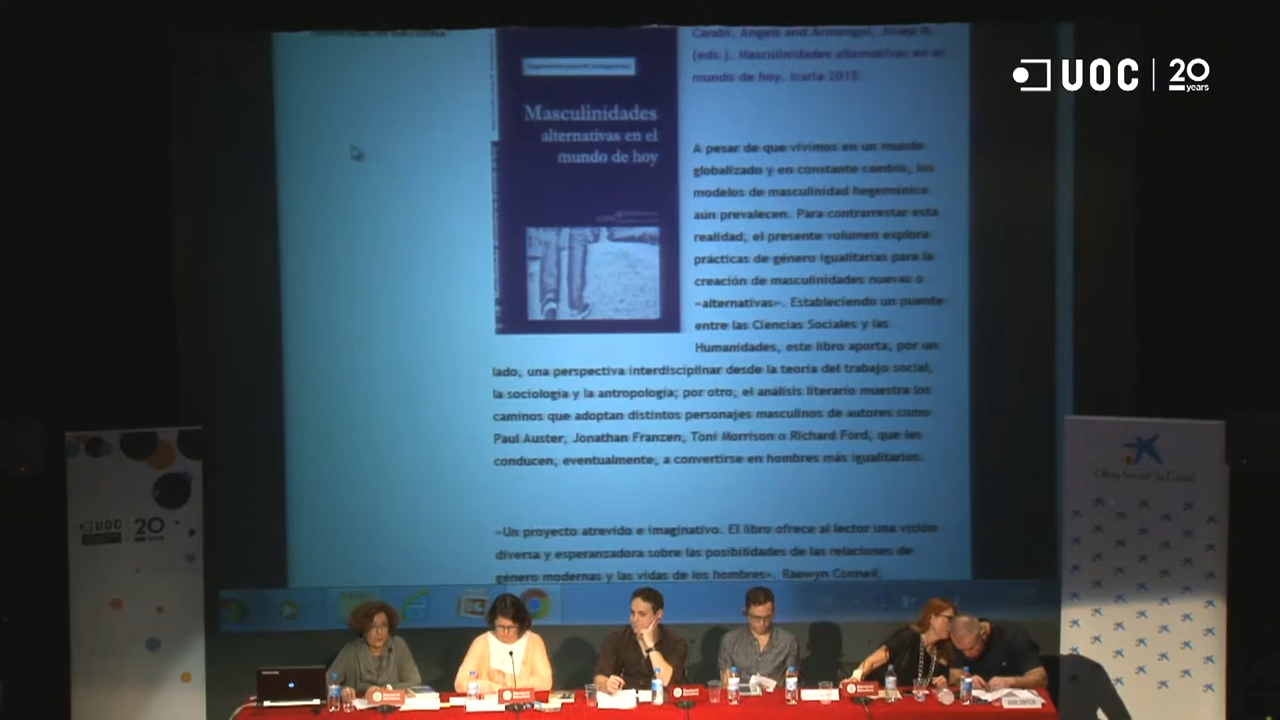 UOC 20 years
Carabí, Àngels and Armengol, Josep M.
(eds.). Masculinidades alternativas en el
mundo de hoy. Icaria 2015.
Masculinidades
alternativas en el
mundo de hoy
A pesar de que vivimos en un mundo
globalizado y en constante cambio, los
modelos de masculinidad hegemónica
aún prevalecen. Para contrarrestar esta
realidad, el presente volumen explora
prácticas de género igualitarias para la
creación de masculinidades nuevas o
«alternativas». Estableciendo un puente
entre las Ciencias Sociales y las
Humanidades, este libro aporta, por un
lado, una perspectiva interdisciplinar desde la teoría del trabajo social,
la sociología y la antropología; por otro, el análisis literario muestra los
caminos que adoptan distintos personajes masculinos de autores como
Paul Auster, Jonathan Franzen, Toni Morrison o Richard Ford, que les
conducen, eventualmente, a convertirse en hombres más igualitarios.
«Un proyecto atrevido e imaginativo. El libro ofrece al lector una visión
diversa y esperanzadora sobre las posibilidades de las relaciones de
género modernas y las vidas de los hombres». Raewyn Connell.
UOC 20
Obra Social "la Caixa"